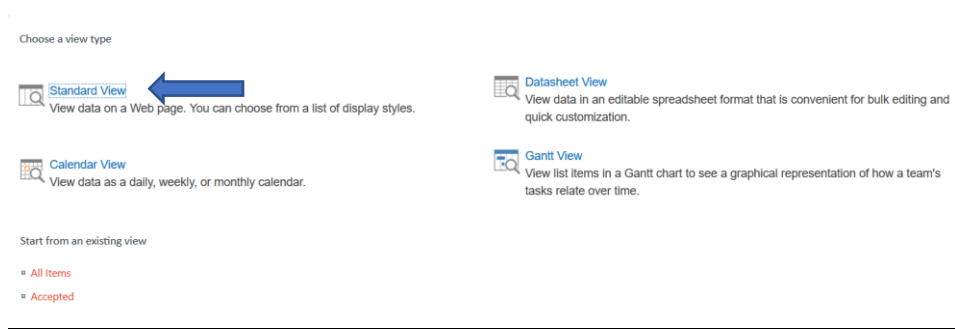 Choose a view type
Standard View
View data on a Web page. You can choose from a list of display styles.
Datasheet View
View data in an editable spreadsheet format that is convenient for bulk editing and
quick customization.
Calendar View
View data as a daily, weekly, or monthly calendar.
Gantt View
View list items in a Gantt chart to see a graphical representation of how a team's
tasks relate over time.
Start from an existing view
All Items
Accepted